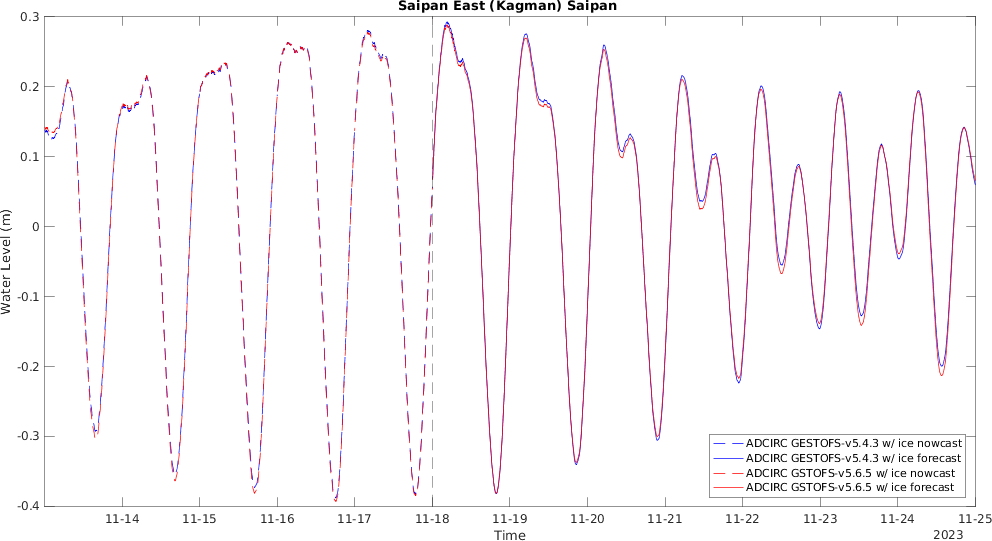 Saipan East (Kagman) Saipan
0.3
0.2
0.1
0
-0.1
-0.2
-0.3
-0.4
Water Level (m)
ADCIRC GESTOFS-v5.4.3 w/ ice nowcast
ADCIRC GESTOFS-v5.4.3 w/ ice forecast
ADCIRC GSTOFS-v5.6.5 w/ ice nowcast
ADCIRC GSTOFS-v5.6.5 w/ ice forecast
11-14 11-15 11-16 11-17 11-18 11-19 11-20 11-21 11-22 11-23 11-24 11-25
Time
2023